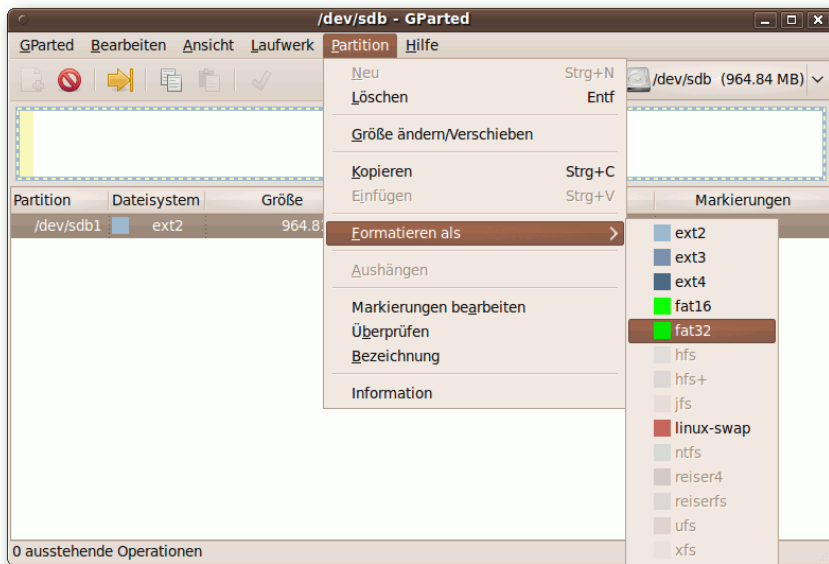 /dev/sdb - GParted
GParted Bearbeiten Ansicht Laufwerk Partition Hilfe
/dev/sdb (964.84 MB)
Neu Strg+N
Löschen Entf
Größe ändern/Verschieben
Kopieren Strg+C
Einfügen Strg+V
Formatieren als
Aushängen
Markierungen bearbeiten
Überprüfen
Bezeichnung
Information
Partition Dateisystem Größe Markierungen
/dev/sdb1 ext2
ext2
ext3
ext4
fat16
fat32
hfs
hfs+
jfs
linux-swap
ntfs
reiser4
reiserfs
ufs
xfs
0 ausstehende Operationen